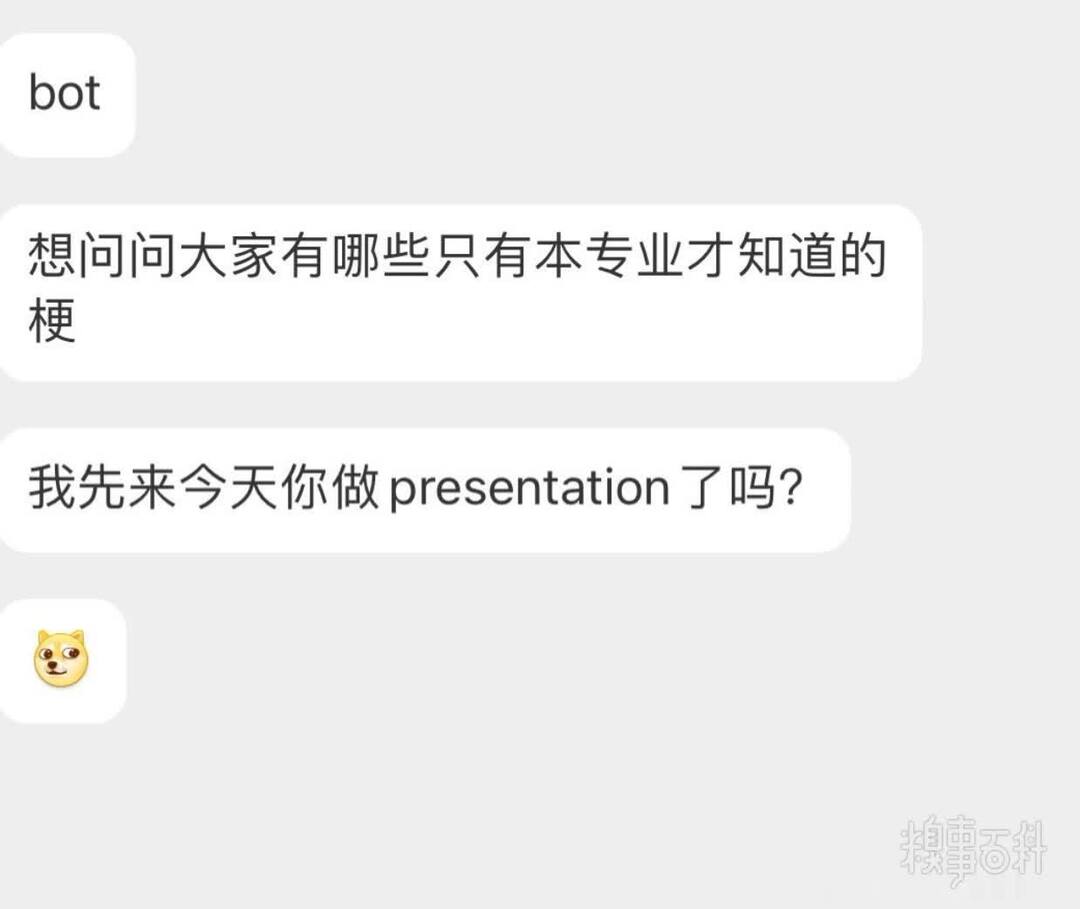 bot
想问问大家有哪些只有本专业才知道的
梗
我先来今天你做presentation了吗?
糗事百科